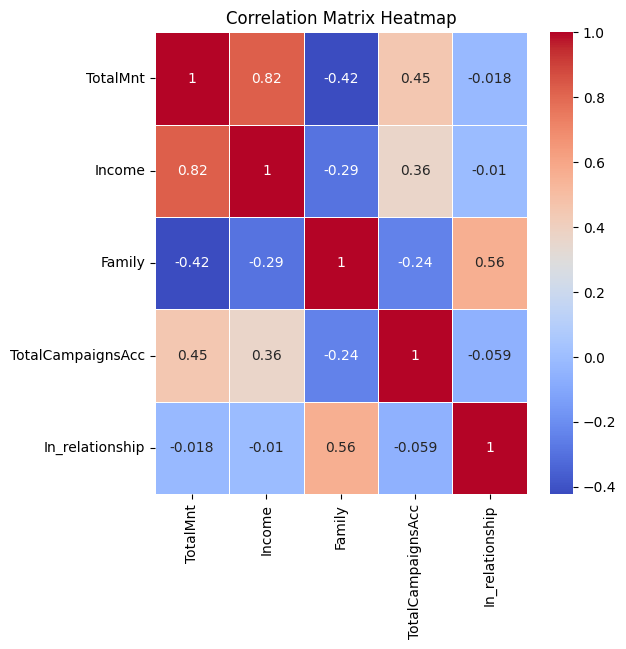 Correlation Matrix Heatmap
TotalMnt 1 0.82 -0.42 0.45 -0.018
Income 0.82 1 -0.29 0.36 -0.01
Family -0.42 -0.29 1 -0.24 0.56
TotalCampaignsAcc 0.45 0.36 -0.24 1 -0.059
In_relationship -0.018 -0.01 0.56 -0.059 1
TotalMnt
Income
Family
TotalCampaignsAcc
In_relationship
1.0
0.8
0.6
0.4
0.2
0.0
−0.2
−0.4